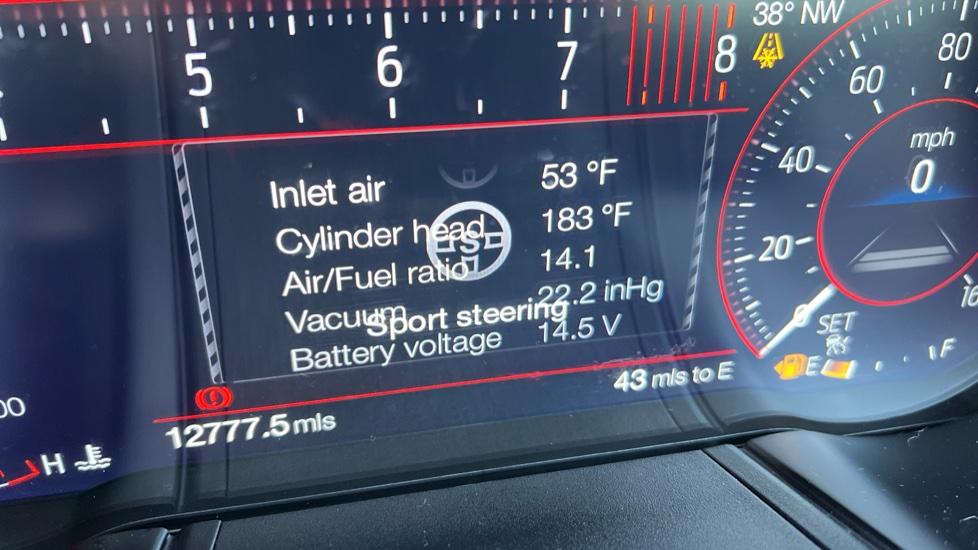 38° NW
5 6 7 8
80
60
40
20
0
mph
0
Inlet air 53 °F
Cylinder head 183 °F
S
Air/Fuel ratio 14.1
Vacuum 22.2 inHg
Sport steering
Battery voltage 14.5 V
SET
E F
43 mls to E
12777.5 mls
00
H